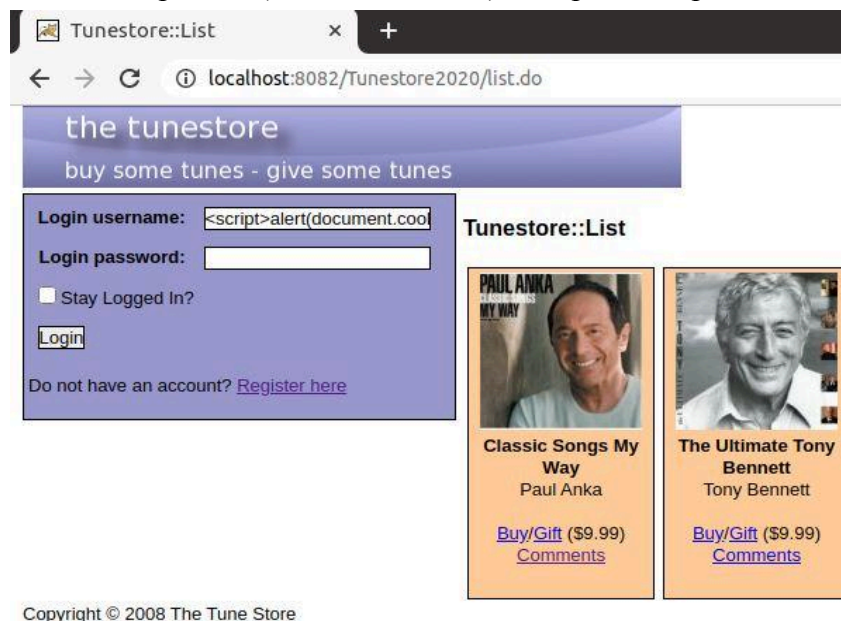 Tunestore::List
localhost:8082/Tunestore2020/list.do
the tunestore
buy some tunes - give some tunes
Login username: <script>alert(document.cool
Login password:
Stay Logged In?
Login
Do not have an account? Register here
Tunestore::List
PAUL ANKA
CLASSIC SONGS
MY WAY
Classic Songs My
Way
Paul Anka
Buy/Gift ($9.99)
Comments
TONY
The Ultimate Tony
Bennett
Tony Bennett
Buy/Gift ($9.99)
Comments
Copyright © 2008 The Tune Store